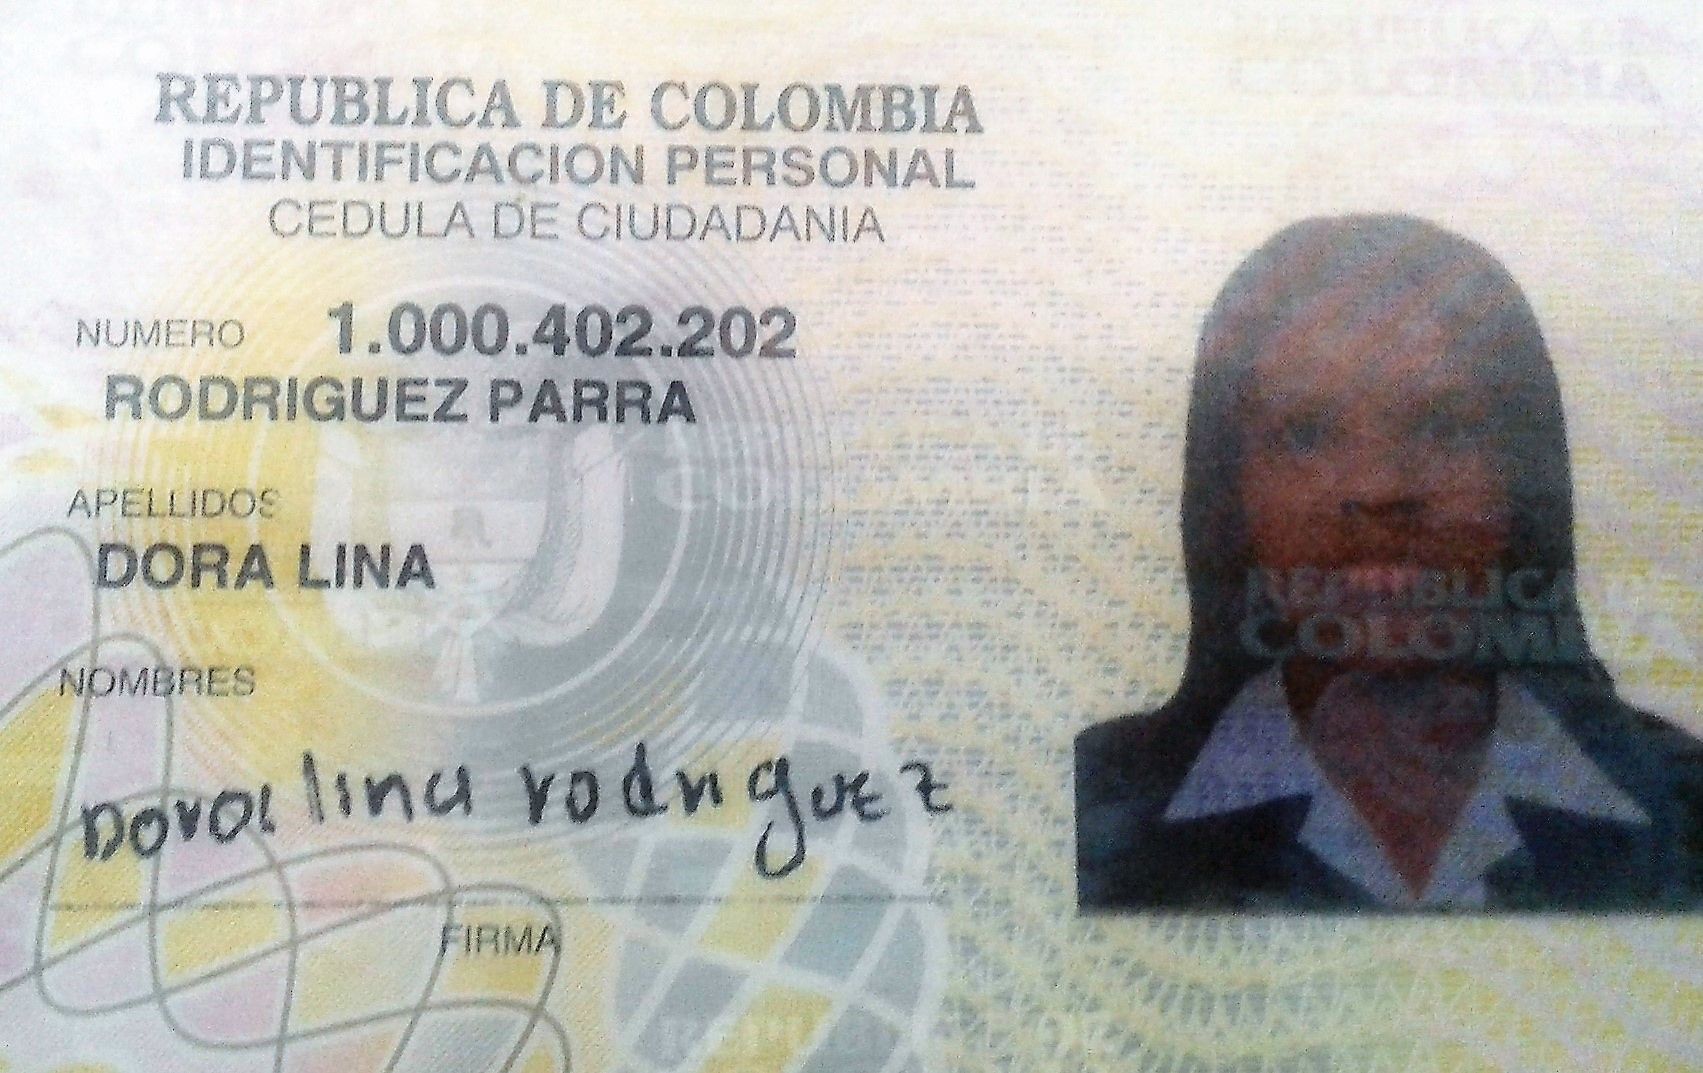 REPUBLICA DE COLOMBIA
IDENTIFICACION PERSONAL
CEDULA DE CIUDADANIA
NUMERO 1.000.402.202
RODRIGUEZ PARRA
APELLIDOS
DORA LINA
NOMBRES
Dora lina rodriguez
FIRMA
REPUBLICA
COLOM